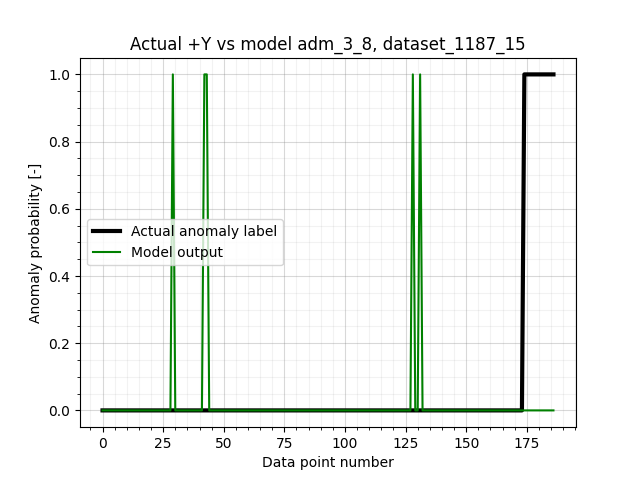 Actual +Y vs model adm_3_8, dataset_1187_15
1.0
0.8
0.6
0.4
0.2
0.0
Anomaly probability [-]
Actual anomaly label
Model output
0 25 50 75 100 125 150 175
Data point number